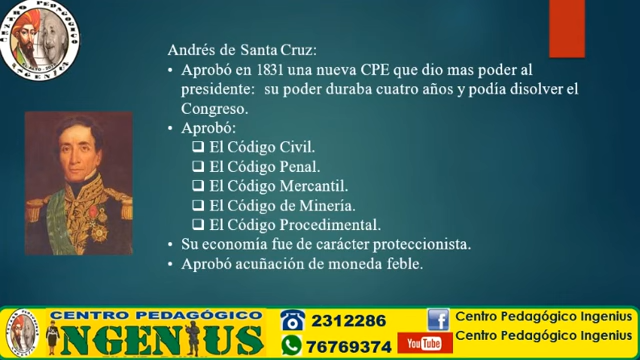 Andrés de Santa Cruz:
• Aprobó en 1831 una nueva CPE que dio mas poder al
presidente: su poder duraba cuatro años y podía disolver el
Congreso.
• Aprobó:
❑ El Código Civil.
❑ El Código Penal.
❑ El Código Mercantil.
❑ El Código de Minería.
❑ El Código Procedimental.
• Su economía fue de carácter proteccionista.
• Aprobó acuñación de moneda feble.
CENTRO PEDAGÓGICO
INGENIUS
2312286
76769374
Centro Pedagógico Ingenius
You Tube
Centro Pedagógico Ingenius